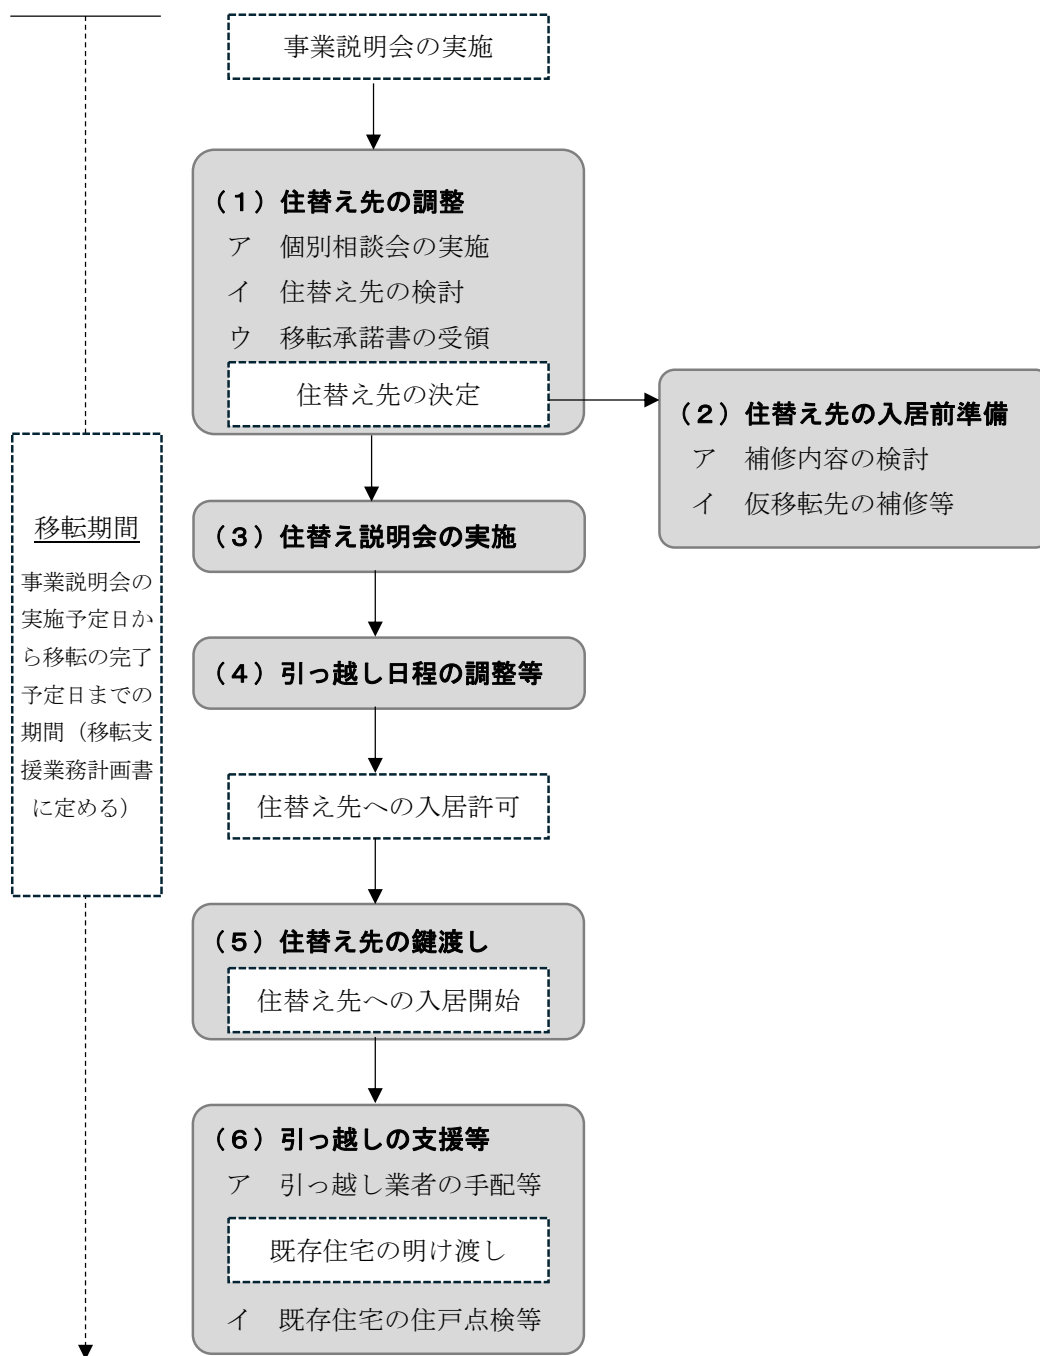 事業説明会の実施
（１）住替え先の調整
ア　個別相談会の実施
イ　住替え先の検討
ウ　移転承諾書の受領
住替え先の決定
（２）住替え先の入居前準備
ア　補修内容の検討
イ　仮移転先の補修等
移転期間
事業説明会の
実施予定日か
ら移転の完了
予定日までの
期間（移転支
援業務計画書
に定める）
（３）住替え説明会の実施
（４）引っ越し日程の調整等
住替え先への入居許可
（５）住替え先の鍵渡し
住替え先への入居開始
（６）引っ越しの支援等
ア　引っ越し業者の手配等
既存住宅の明け渡し
イ　既存住宅の住戸点検等